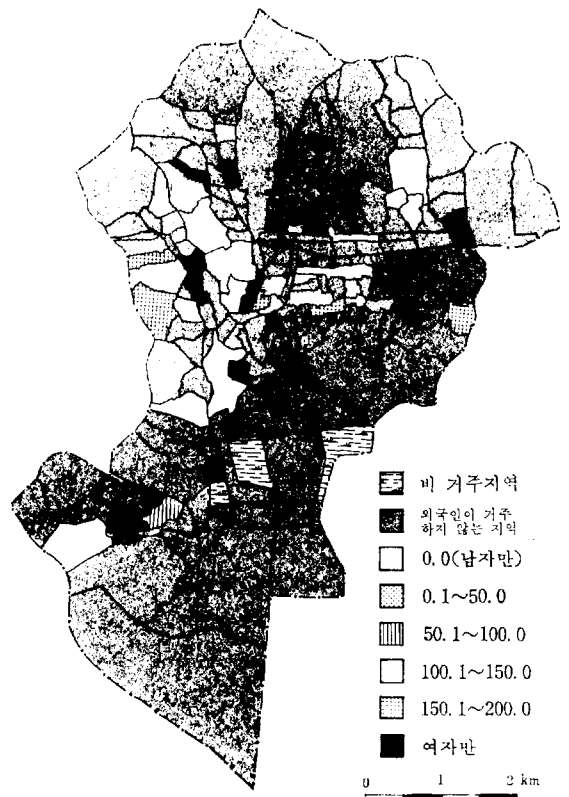 비 거주지역
외국인이 거주
하지 않는 지역
0.0(남자만)
0.1~50.0
50.1~100.0
100.1~150.0
150.1~200.0
여자만
0 1 2 km